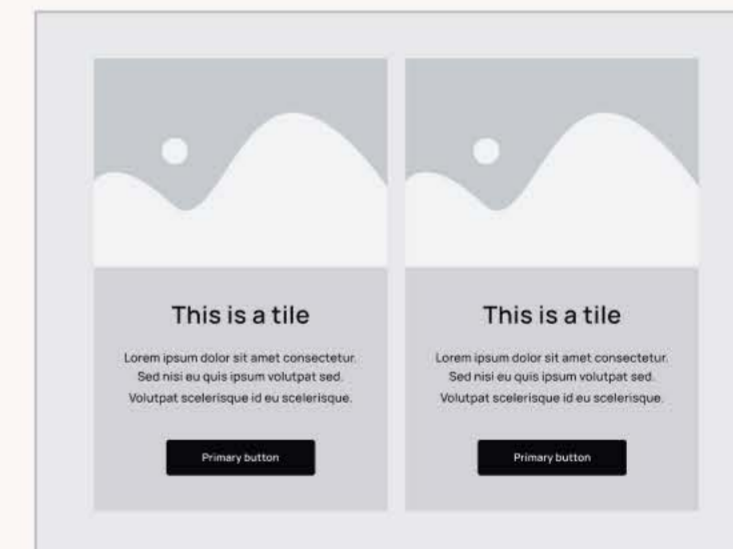 This is a tile
Lorem ipsum dolor sit amet consectetur.
Sed nisi eu quis ipsum volutpat sed.
Volutpat scelerisque id eu scelerisque.
Primary button
This is a tile
Lorem ipsum dolor sit amet consectetur.
Sed nisi eu quis ipsum volutpat sed.
Volutpat scelerisque id eu scelerisque.
Primary button